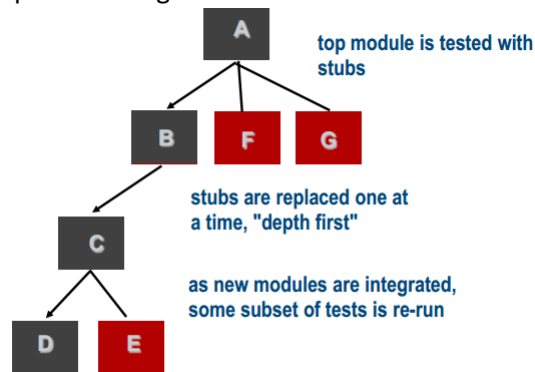 A
top module is tested with
stubs
B
F
G
stubs are replaced one at
a time, "depth first"
C
as new modules are integrated,
some subset of tests is re-run
D
E